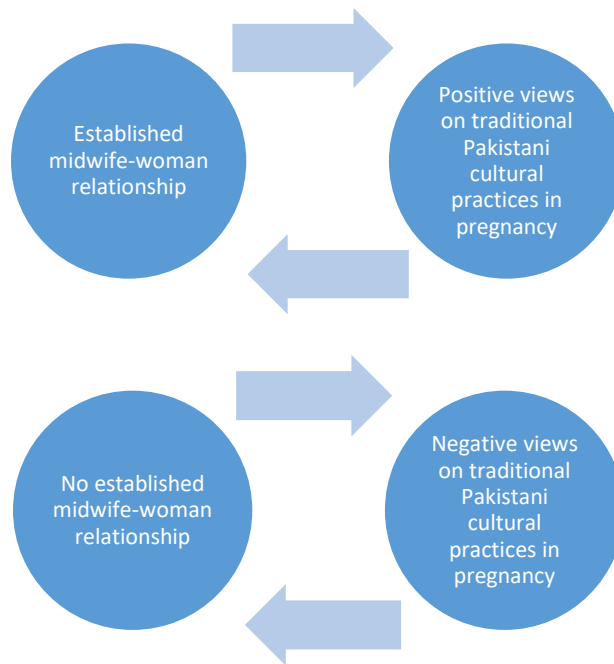 Established
midwife-woman
relationship
Positive views
on traditional
Pakistani
cultural
practices in
pregnancy
No established
midwife-woman
relationship
Negative views
on traditional
Pakistani
cultural
practices in
pregnancy